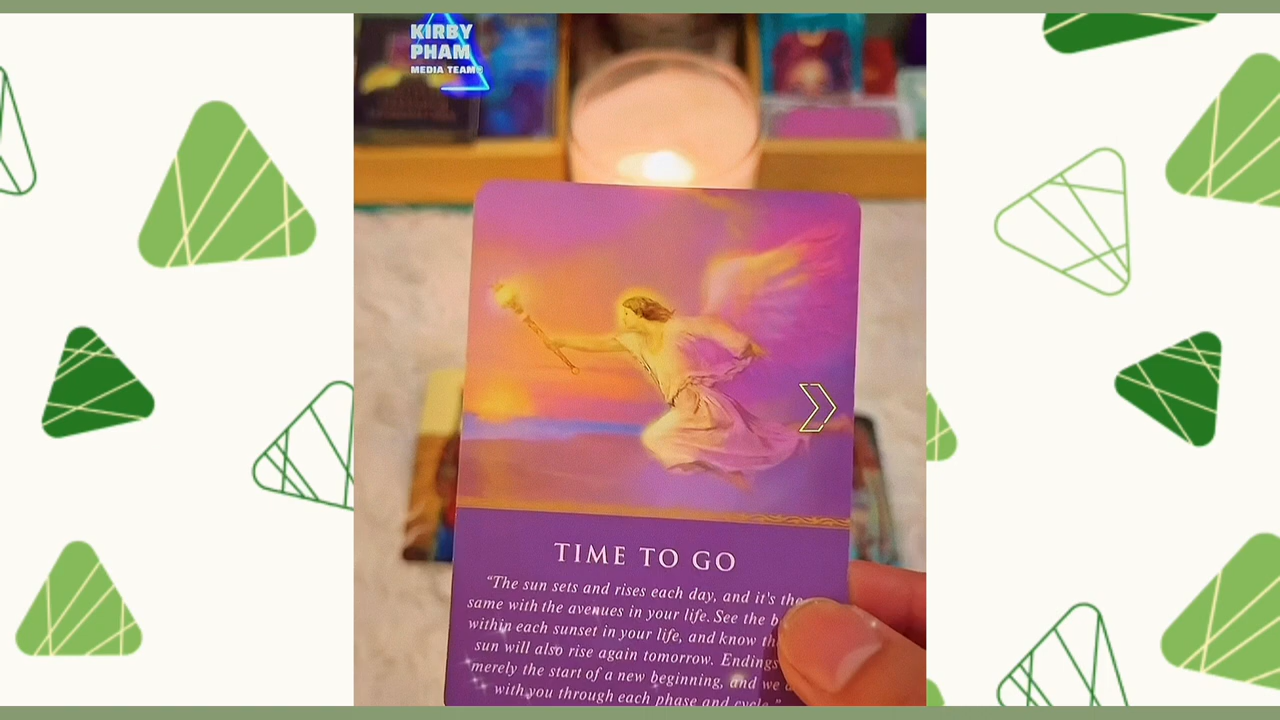 KIRBY
PHAM
MEDIA TEAM®
TIME TO GO
“The sun sets and rises each day, and it's the
same with the avenues in your life. See the
within each sunset in your life, and know
sun will also rise again tomorrow. Endings
merely the start of a new beginning, and we
with you through each phase and cycle.”